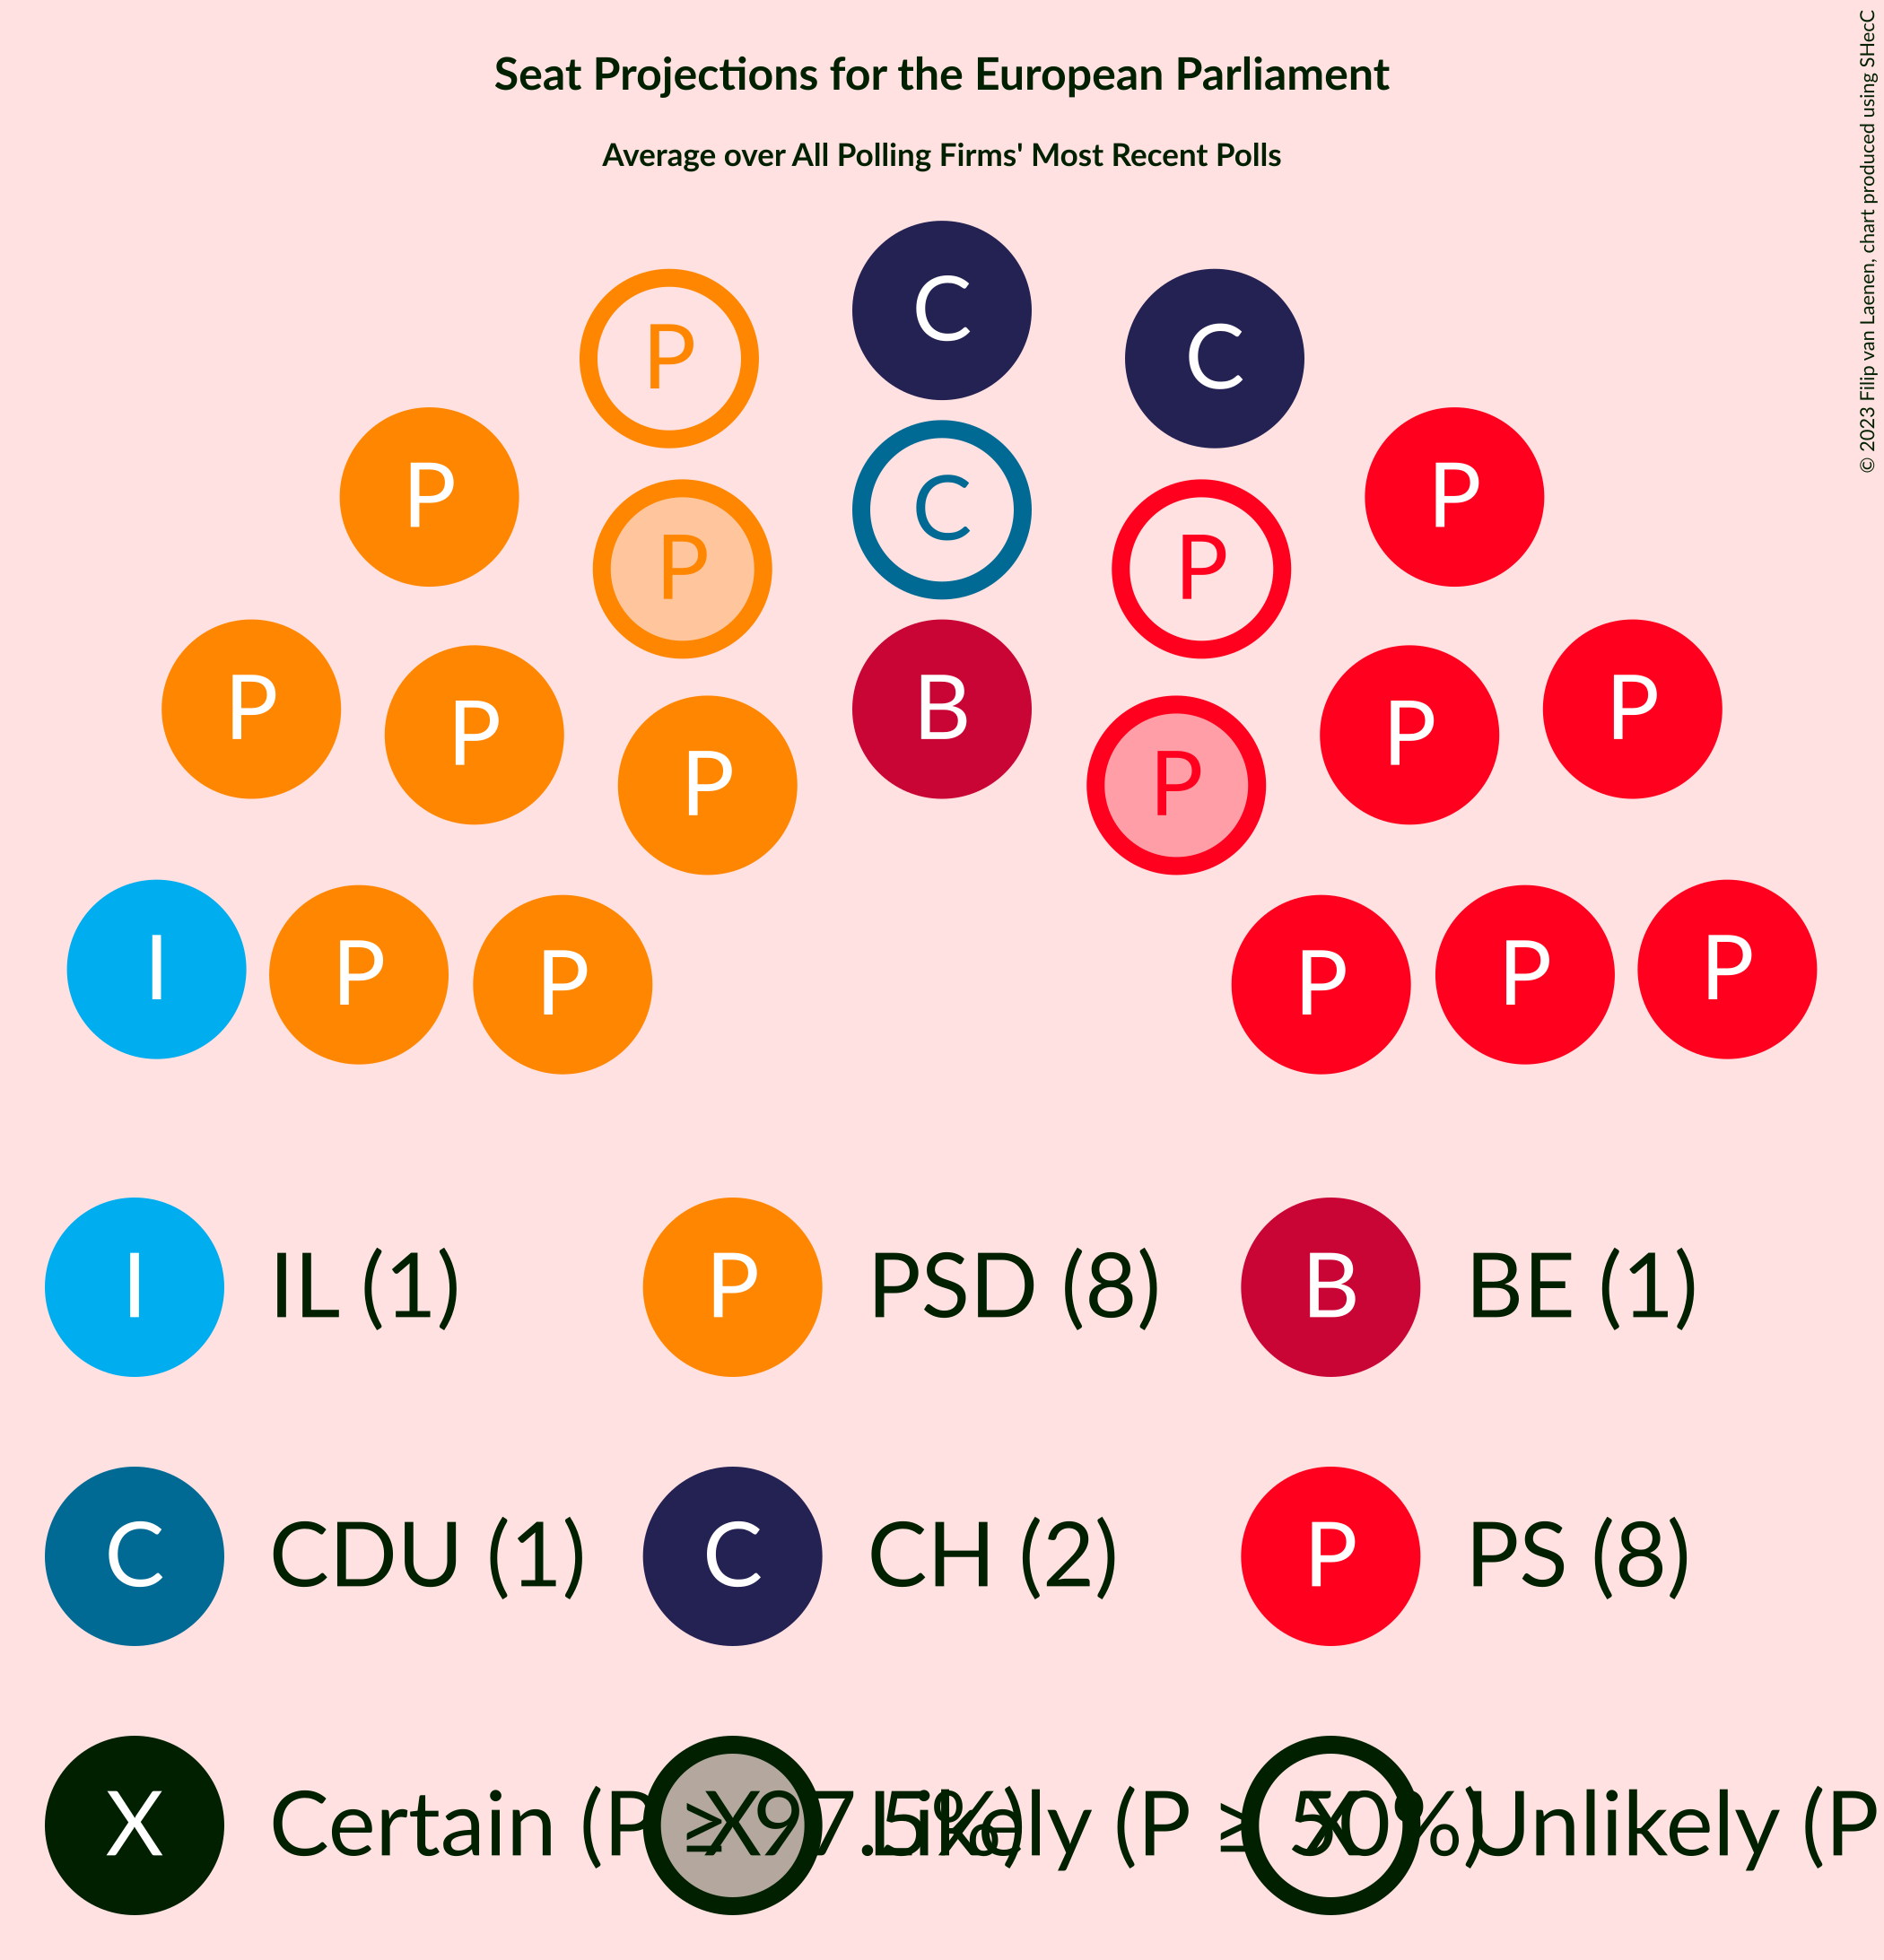 Seat Projections for the European Parliament
Average over All Polling Firms' Most Recent Polls
© 2023 Filip van Laenen, chart produced using SHecC
C
P C
P C P
P P
P B P
P P P P
I P P P P P
I IL (1) P PSD (8) B BE (1)
C CDU (1) C CH (2) P PS (8)
X Certain (P ≥ 97.5%) X Likely (P ≥ 50%) X Unlikely (P